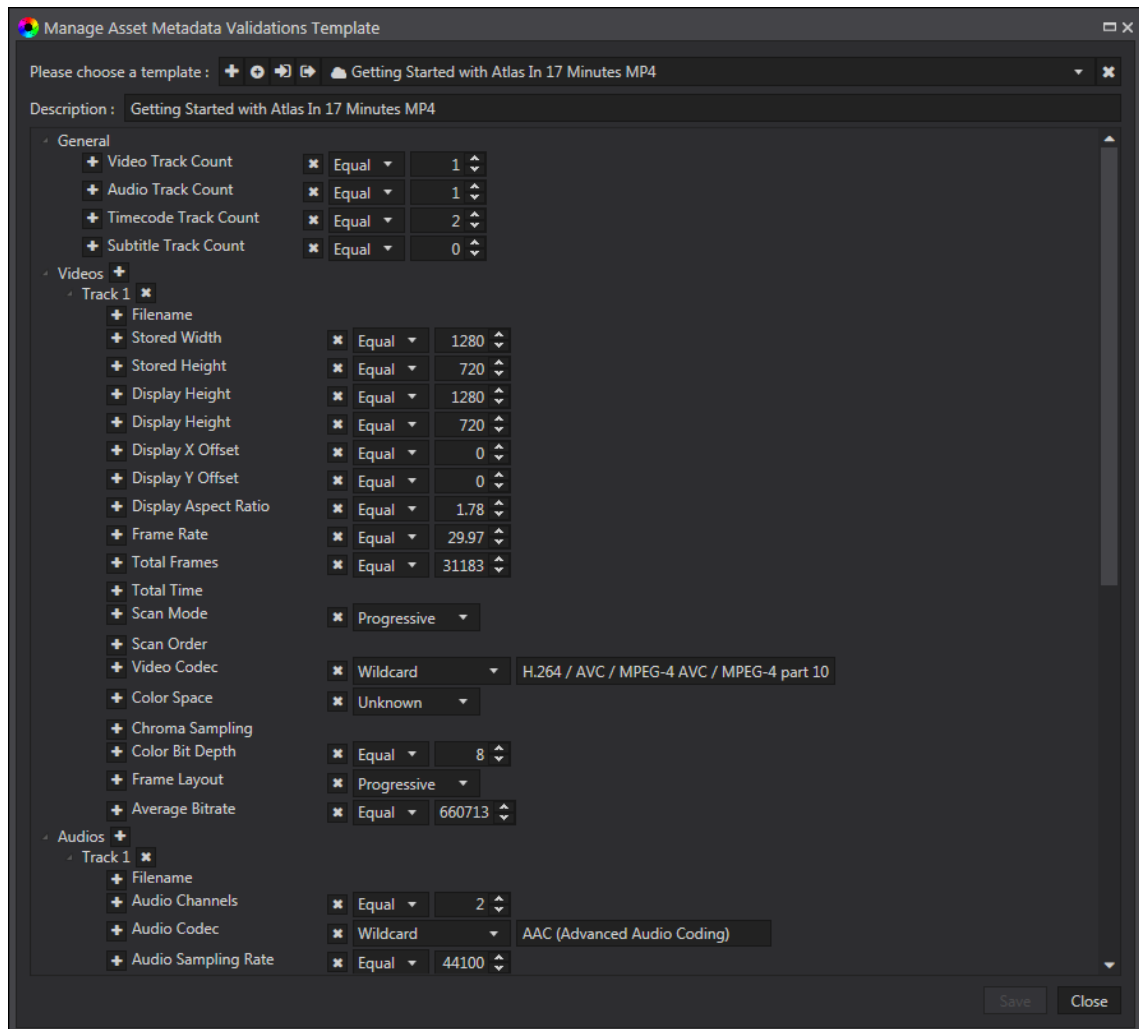 Manage Asset Metadata Validations Template
Please choose a template : Getting Started with Atlas In 17 Minutes MP4
Description : Getting Started with Atlas In 17 Minutes MP4
General
Video Track Count Equal 1
Audio Track Count Equal 1
Timecode Track Count Equal 2
Subtitle Track Count Equal 0
Videos
Track 1
Filename
Stored Width Equal 1280
Stored Height Equal 720
Display Height Equal 1280
Display Height Equal 720
Display X Offset Equal 0
Display Y Offset Equal 0
Display Aspect Ratio Equal 1.78
Frame Rate Equal 29.97
Total Frames Equal 31183
Total Time
Scan Mode Progressive
Scan Order
Video Codec Wildcard H.264 / AVC / MPEG-4 AVC / MPEG-4 part 10
Color Space Unknown
Chroma Sampling
Color Bit Depth Equal 8
Frame Layout Progressive
Average Bitrate Equal 660713
Audios
Track 1
Filename
Audio Channels Equal 2
Audio Codec Wildcard AAC (Advanced Audio Coding)
Audio Sampling Rate Equal 44100
Save Close